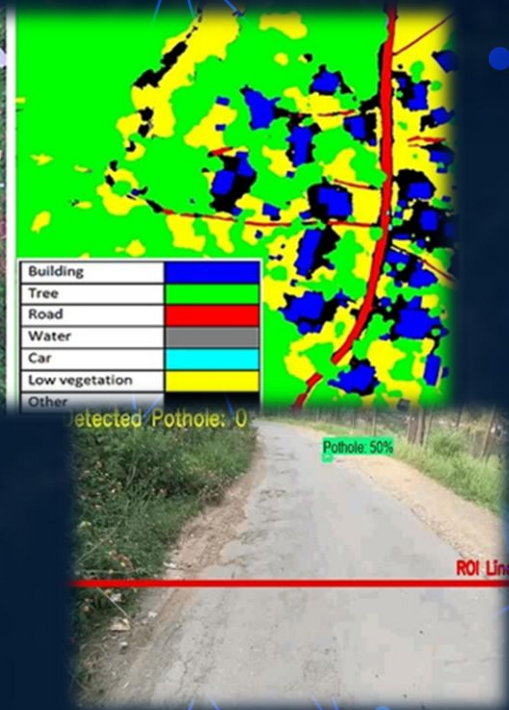 Building
Tree
Road
Water
Car
Low vegetation
Other
Detected Pothole: 0
Pothole: 50%
ROI Line